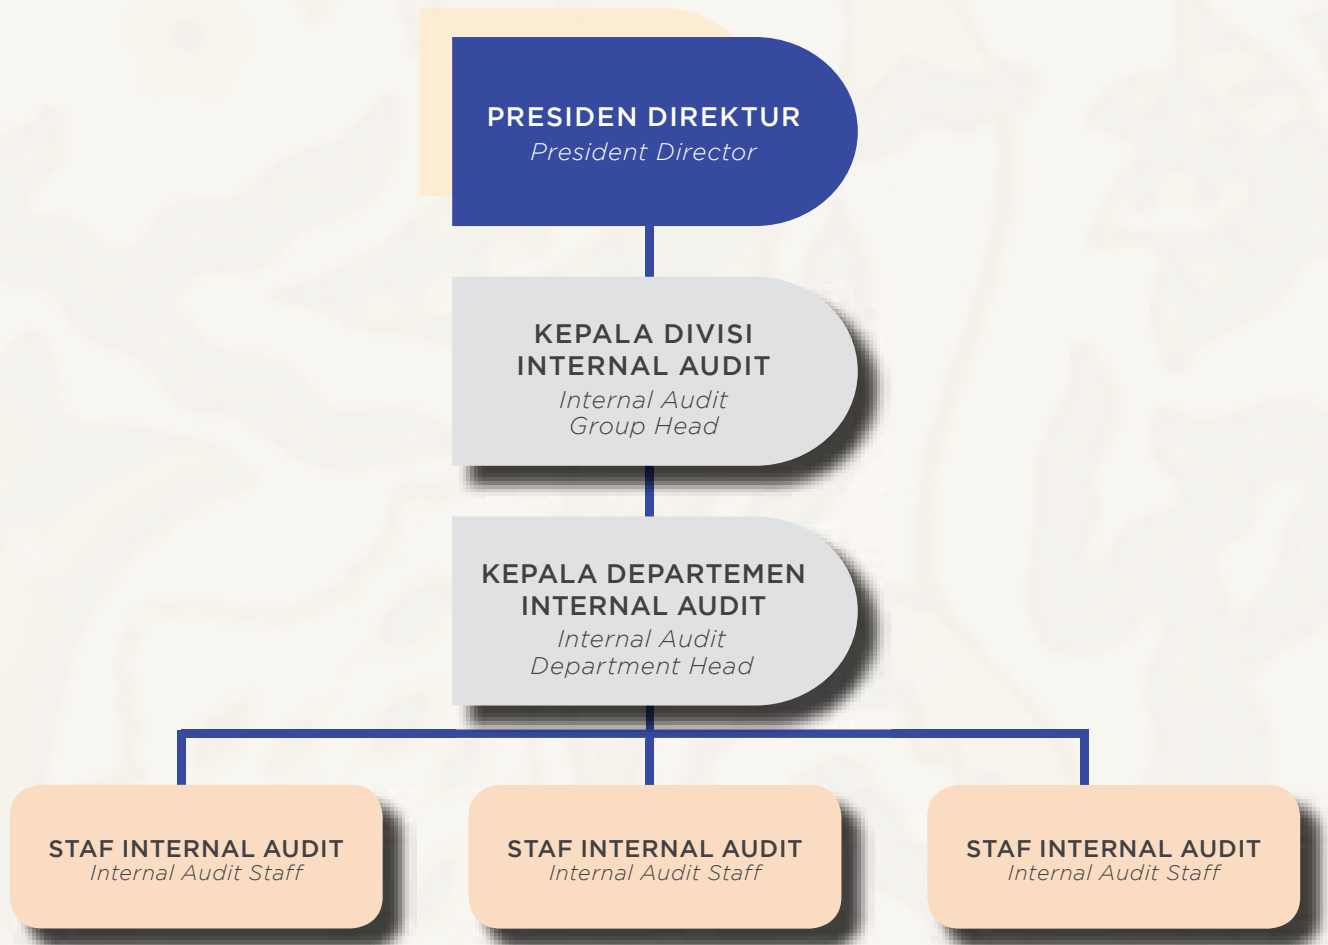 PRESIDEN DIREKTUR
President Director
KEPALA DIVISI
INTERNAL AUDIT
Internal Audit
Group Head
KEPALA DEPARTEMEN
INTERNAL AUDIT
Internal Audit
Department Head
STAF INTERNAL AUDIT
Internal Audit Staff
STAF INTERNAL AUDIT
Internal Audit Staff
STAF INTERNAL AUDIT
Internal Audit Staff